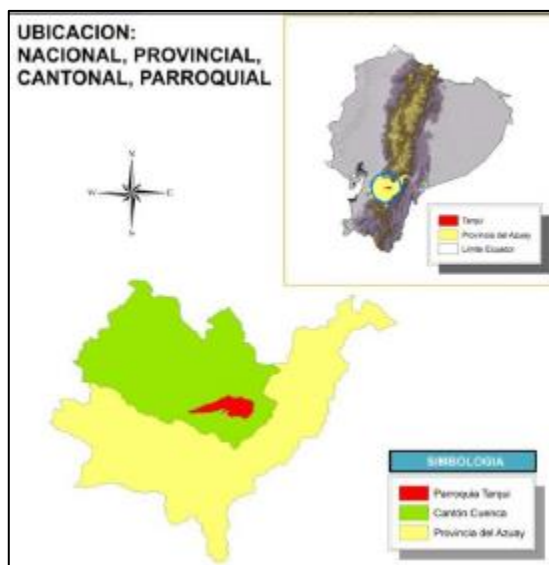 UBICACION:
NACIONAL, PROVINCIAL,
CANTONAL, PARROQUIAL
N
W
E
S
Tarqui
Provincia del Azuay
Limite Ecuador
SIMBOLOGIA
Parroquia Tarqui
Cantón Cuenca
Provincia del Azuay